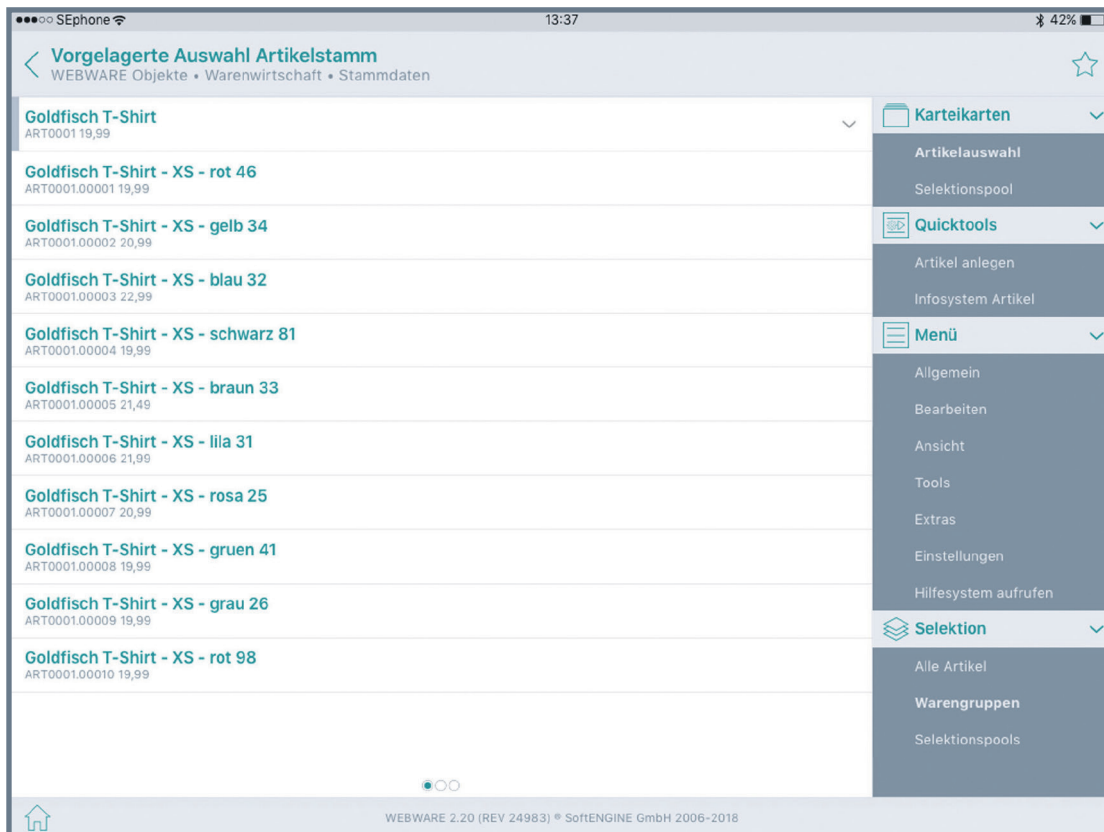 SEphone
13:37
42%
Vorgelagerte Auswahl Artikelstamm
WEBWARE Objekte • Warenwirtschaft • Stammdaten
Goldfisch T-Shirt
ART0001 19,99
Goldfisch T-Shirt - XS - rot 46
ART0001.00001 19,99
Goldfisch T-Shirt - XS - gelb 34
ART0001.00002 20,99
Goldfisch T-Shirt - XS - blau 32
ART0001.00003 22,99
Goldfisch T-Shirt - XS - schwarz 81
ART0001.00004 19,99
Goldfisch T-Shirt - XS - braun 33
ART0001.00005 21,49
Goldfisch T-Shirt - XS - lila 31
ART0001.00006 21,99
Goldfisch T-Shirt - XS - rosa 25
ART0001.00007 20,99
Goldfisch T-Shirt - XS - gruen 41
ART0001.00008 19,99
Goldfisch T-Shirt - XS - grau 26
ART0001.00009 19,99
Goldfisch T-Shirt - XS - rot 98
ART0001.00010 19,99
Karteikarten
Artikelauswahl
Selektionspool
Quicktools
Artikel anlegen
Infosystem Artikel
Menü
Allgemein
Bearbeiten
Ansicht
Tools
Extras
Einstellungen
Hilfesystem aufrufen
Selektion
Alle Artikel
Warengruppen
Selektionspools
WEBWARE 2.20 (REV 24983) ® SoftENGINE GmbH 2006-2018